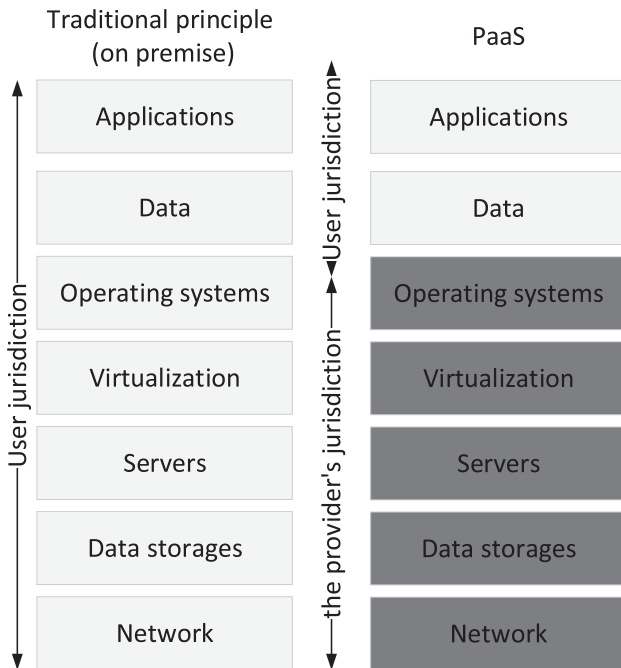 Traditional principle
(on premise)
User jurisdiction
Applications
Data
Operating systems
Virtualization
Servers
Data storages
Network
PaaS
User jurisdiction
the provider's jurisdiction
Applications
Data
Operating systems
Virtualization
Servers
Data storages
Network